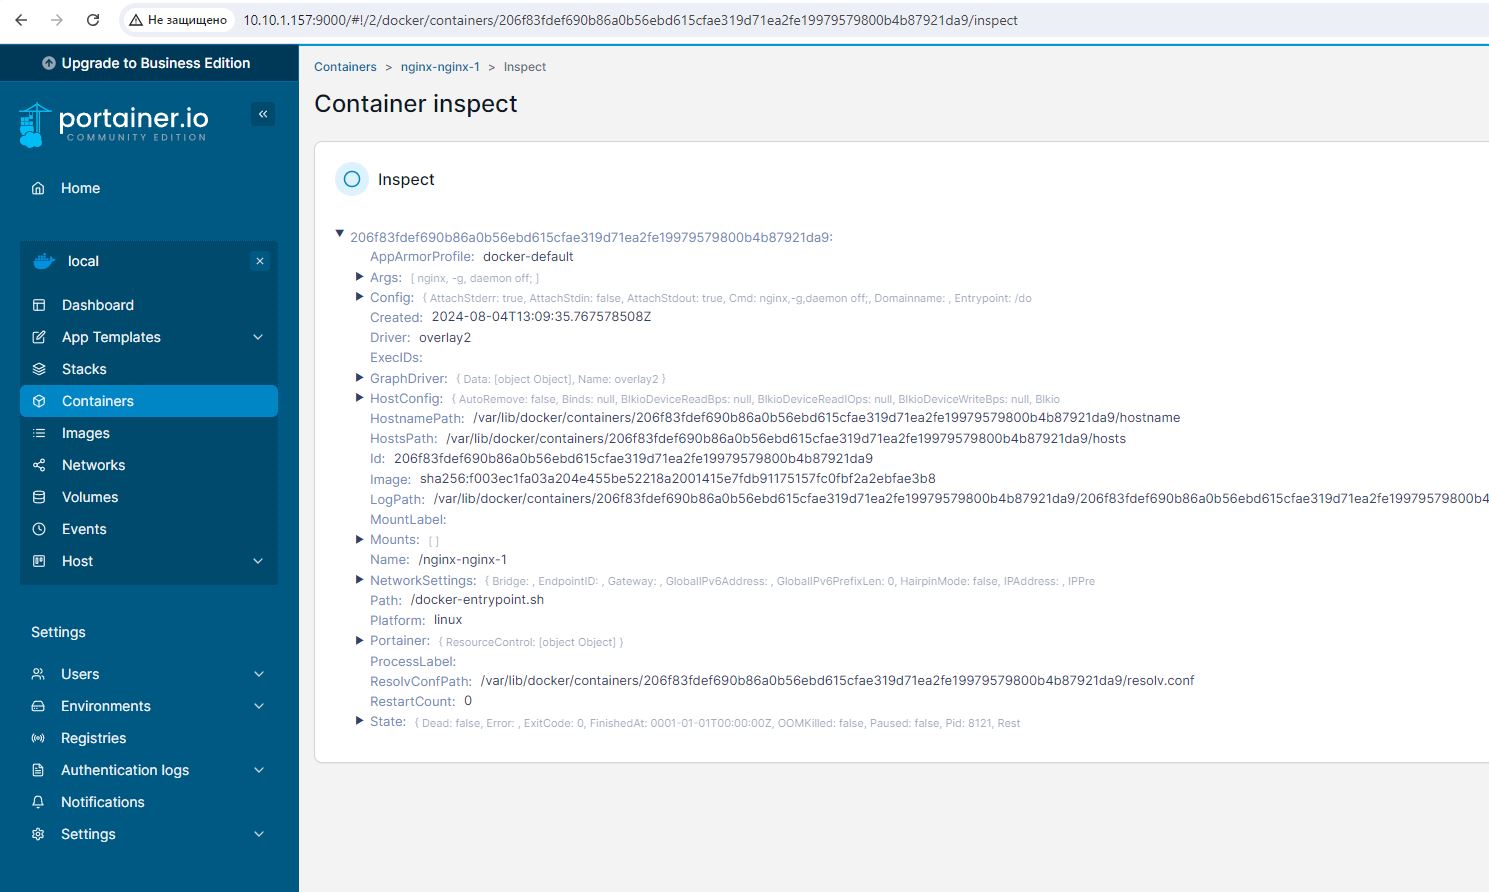 Не защищено 10.10.1.157:9000/#!/2/docker/containers/206f83fdef690b86a0b56ebd615cfae319d71ea2fe19979579800b4b87921da9/inspect
Upgrade to Business Edition
portainer.io
COMMUNITY EDITION
Home
local
Dashboard
App Templates
Stacks
Containers
Images
Networks
Volumes
Events
Host
Settings
Users
Environments
Registries
Authentication logs
Notifications
Settings
Containers > nginx-nginx-1 > Inspect
Container inspect
Inspect
206f83fdef690b86a0b56ebd615cfae319d71ea2fe19979579800b4b87921da9:
AppArmorProfile: docker-default
Args: [ nginx, -g, daemon off; ]
Config: { AttachStderr: true, AttachStdin: false, AttachStdout: true, Cmd: nginx,-g,daemon off;, Domainname: , Entrypoint: /do
Created: 2024-08-04T13:09:35.767578508Z
Driver: overlay2
ExecIDs:
GraphDriver: { Data: [object Object], Name: overlay2 }
HostConfig: { AutoRemove: false, Binds: null, BlkioDeviceReadBps: null, BlkioDeviceReadIOps: null, BlkioDeviceWriteBps: null, Blkio
HostnamePath: /var/lib/docker/containers/206f83fdef690b86a0b56ebd615cfae319d71ea2fe19979579800b4b87921da9/hostname
HostsPath: /var/lib/docker/containers/206f83fdef690b86a0b56ebd615cfae319d71ea2fe19979579800b4b87921da9/hosts
Id: 206f83fdef690b86a0b56ebd615cfae319d71ea2fe19979579800b4b87921da9
Image: sha256:f003ec1fa03a204e455be52218a2001415e7fdb91175157fc0fbf2a2ebfae3b8
LogPath: /var/lib/docker/containers/206f83fdef690b86a0b56ebd615cfae319d71ea2fe19979579800b4b87921da9/206f83fdef690b86a0b56ebd615cfae319d71ea2fe19979579800b4
MountLabel:
Mounts: [ ]
Name: /nginx-nginx-1
NetworkSettings: { Bridge: , EndpointID: , Gateway: , GlobalIPv6Address: , GlobalIPv6PrefixLen: 0, HairpinMode: false, IPAddress: , IPPre
Path: /docker-entrypoint.sh
Platform: linux
Portainer: { ResourceControl: [object Object] }
ProcessLabel:
ResolvConfPath: /var/lib/docker/containers/206f83fdef690b86a0b56ebd615cfae319d71ea2fe19979579800b4b87921da9/resolv.conf
RestartCount: 0
State: { Dead: false, Error: , ExitCode: 0, FinishedAt: 0001-01-01T00:00:00Z, OOMKilled: false, Paused: false, Pid: 8121, Rest